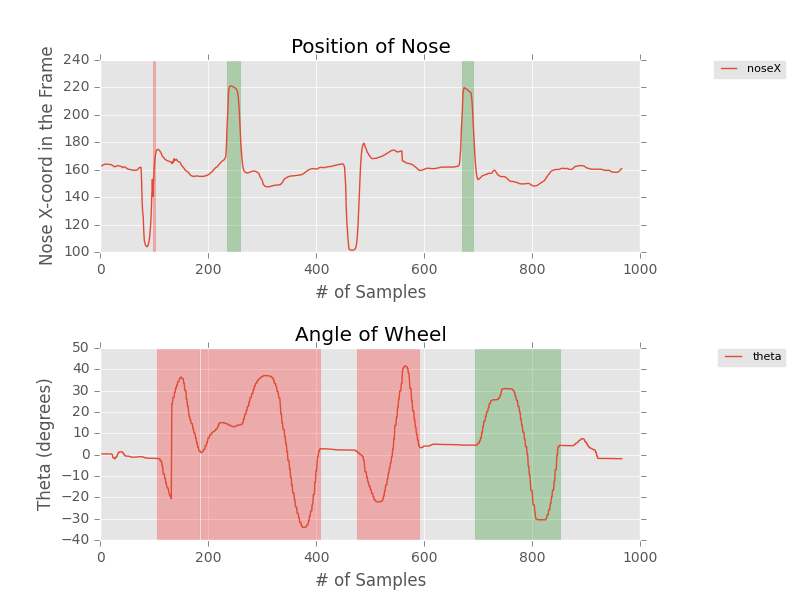 Position of Nose
Nose X-coord in the Frame
240
220
200
180
160
140
120
100
0 200 400 600 800 1000
# of Samples
noseX
Angle of Wheel
Theta (degrees)
50
40
30
20
10
0
−10
−20
−30
−40
0 200 400 600 800 1000
# of Samples
theta